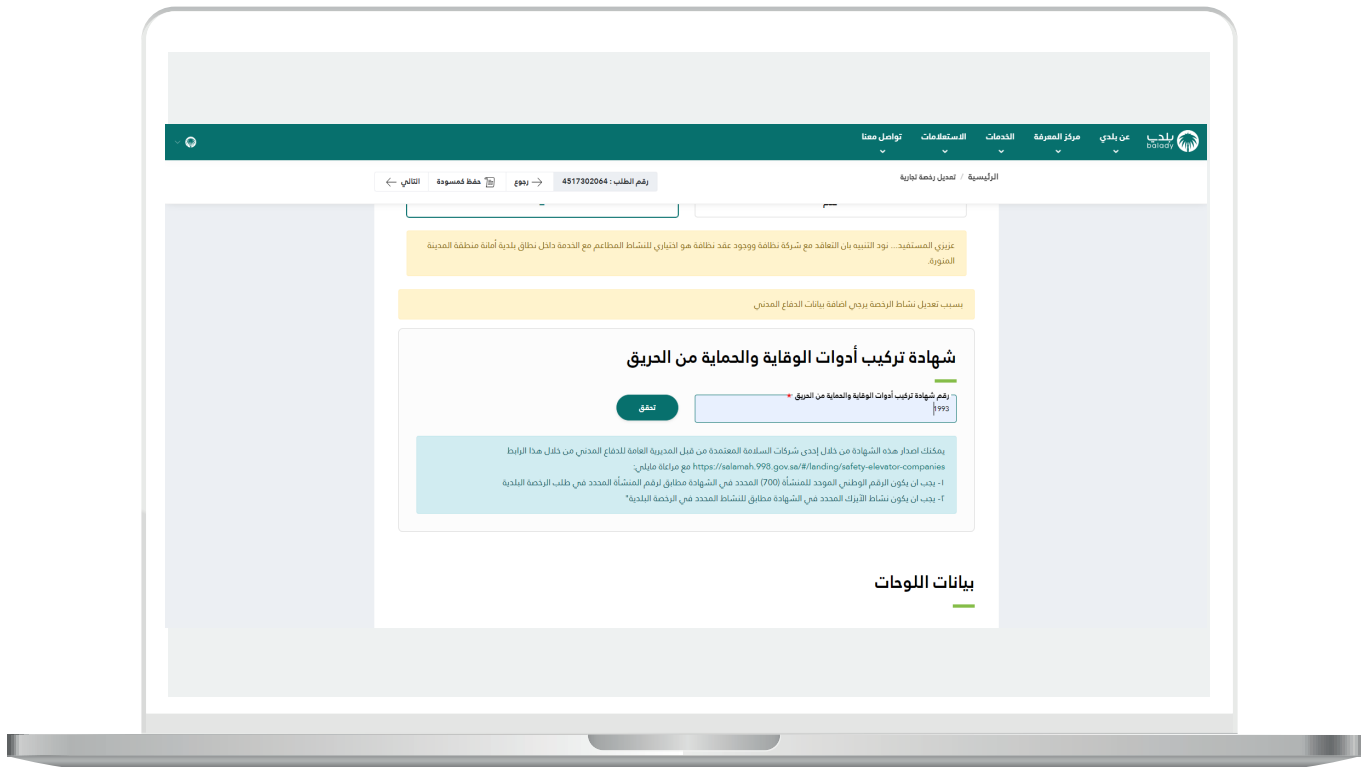 بلدي
balady
عن بلدي
مركز المعرفة
الخدمات
الاستعلامات
تواصل معنا
الرئيسية / تعديل رخصة تجارية
رقم الطلب : 4517302064
رجوع
حفظ كمسودة
التالي
عزيزي المستفيد... نود التنبيه بان التعاقد مع شركة نظافة ووجود عقد نظافة هو اختياري للنشاط المطاعم مع الخدمة داخل نطاق بلدية أمانة منطقة المدينة
المنورة.
بسبب تعديل نشاط الرخصة يرجى اضافة بيانات الدفاع المدني
شهادة تركيب أدوات الوقاية والحماية من الحريق
رقم شهادة تركيب أدوات الوقاية والحماية من الحريق *
1993
تحقق
يمكنك اصدار هذه الشهادة من خلال إحدى شركات السلامة المعتمدة من قبل المديرية العامة للدفاع المدني من خلال هذا الرابط
https://salamah.998.gov.sa/#/landing/safety-elevator-companies مع مراعاة مايلي:
١- يجب ان يكون الرقم الوطني الموحد للمنشأة (700) المحدد في الشهادة مطابق لرقم المنشأة المحدد في طلب الرخصة البلدية
٢- يجب ان يكون نشاط الآيزك المحدد في الشهادة مطابق للنشاط المحدد في الرخصة البلدية"
بيانات اللوحات